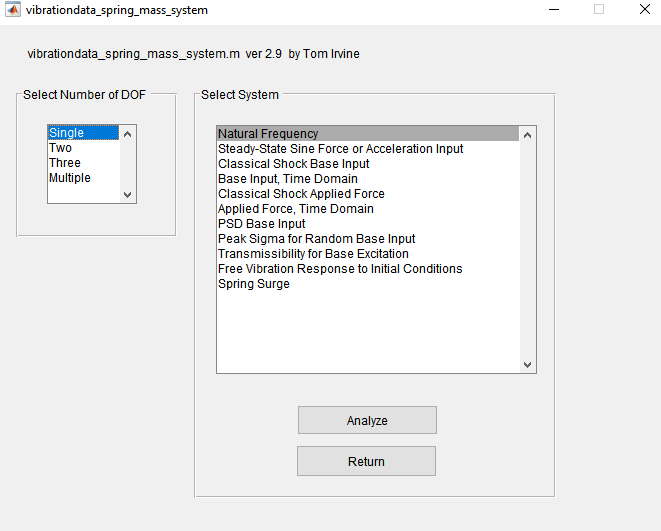 vibrationdata_spring_mass_system
vibrationdata_spring_mass_system.m ver 2.9 by Tom Irvine
Select Number of DOF
Single
Two
Three
Multiple
Select System
Natural Frequency
Steady-State Sine Force or Acceleration Input
Classical Shock Base Input
Base Input, Time Domain
Classical Shock Applied Force
Applied Force, Time Domain
PSD Base Input
Peak Sigma for Random Base Input
Transmissibility for Base Excitation
Free Vibration Response to Initial Conditions
Spring Surge
Analyze
Return